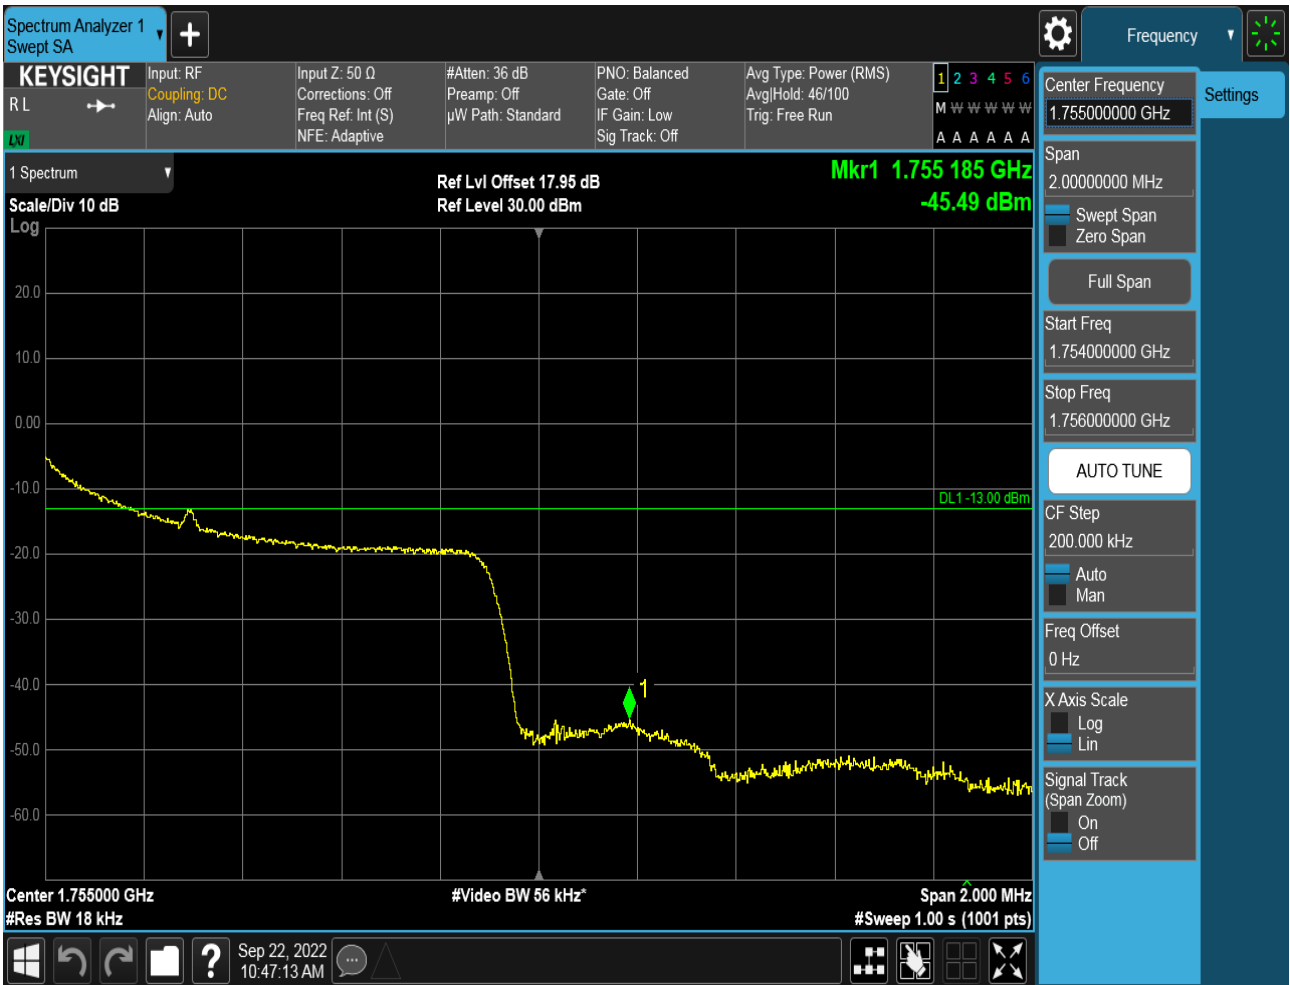 Spectrum Analyzer 1
Swept SA
Frequency
KEYSIGHT
R L
LXI
Input: RF
Coupling: DC
Align: Auto
Input Z: 50 Ω
Corrections: Off
Freq Ref: Int (S)
NFE: Adaptive
#Atten: 36 dB
Preamp: Off
µW Path: Standard
PNO: Balanced
Gate: Off
IF Gain: Low
Sig Track: Off
Avg Type: Power (RMS)
Avg|Hold: 46/100
Trig: Free Run
1 2 3 4 5 6
M W W W W W
A A A A A A
1 Spectrum
Scale/Div 10 dB
Log
Ref Lvl Offset 17.95 dB
Ref Level 30.00 dBm
Mkr1 1.755 185 GHz
-45.49 dBm
20.0
10.0
0.00
-10.0
-20.0
-30.0
-40.0
-50.0
-60.0
DL1 -13.00 dBm
1
Center 1.755000 GHz
#Res BW 18 kHz
#Video BW 56 kHz*
Span 2.000 MHz
#Sweep 1.00 s (1001 pts)
Sep 22, 2022
10:47:13 AM
Center Frequency
1.755000000 GHz
Settings
Span
2.00000000 MHz
Swept Span
Zero Span
Full Span
Start Freq
1.754000000 GHz
Stop Freq
1.756000000 GHz
AUTO TUNE
CF Step
200.000 kHz
Auto
Man
Freq Offset
0 Hz
X Axis Scale
Log
Lin
Signal Track
(Span Zoom)
On
Off